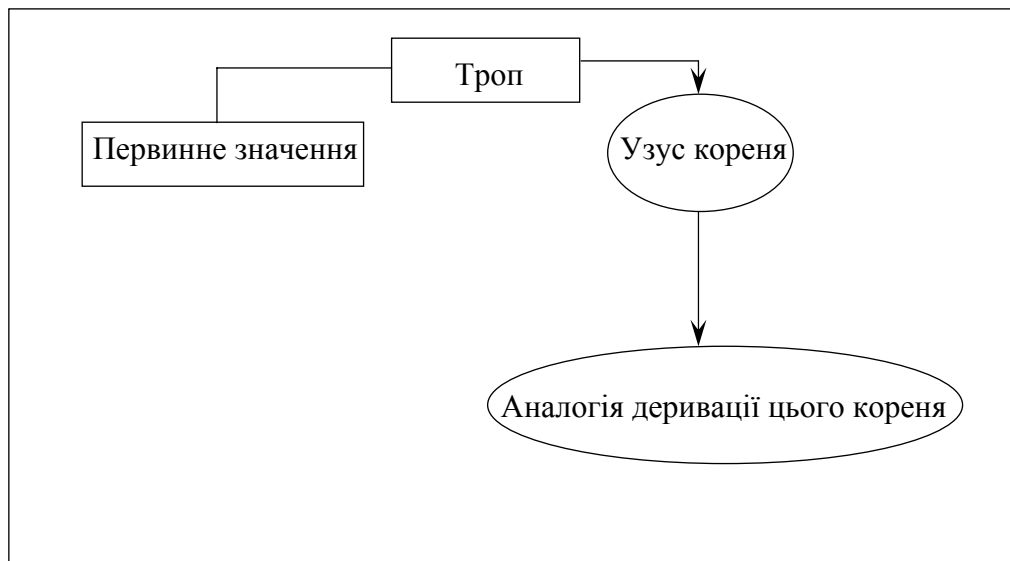 Троп
Первинне значення
Узус кореня
Аналогія деривації цього кореня